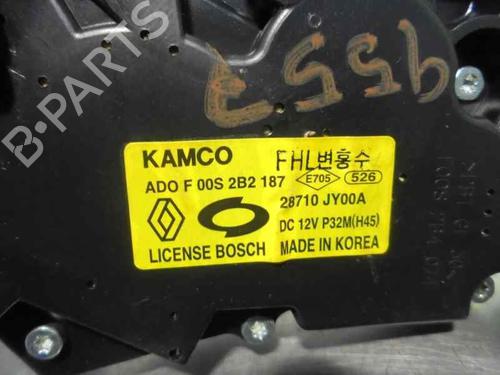 B-PARTS
9557
KAMCO
FHL변홍수
ADO F 00S 2B2 187
E705 526
28710 JY00A
DC 12V P32M(H45)
LICENSE BOSCH
MADE IN KOREA